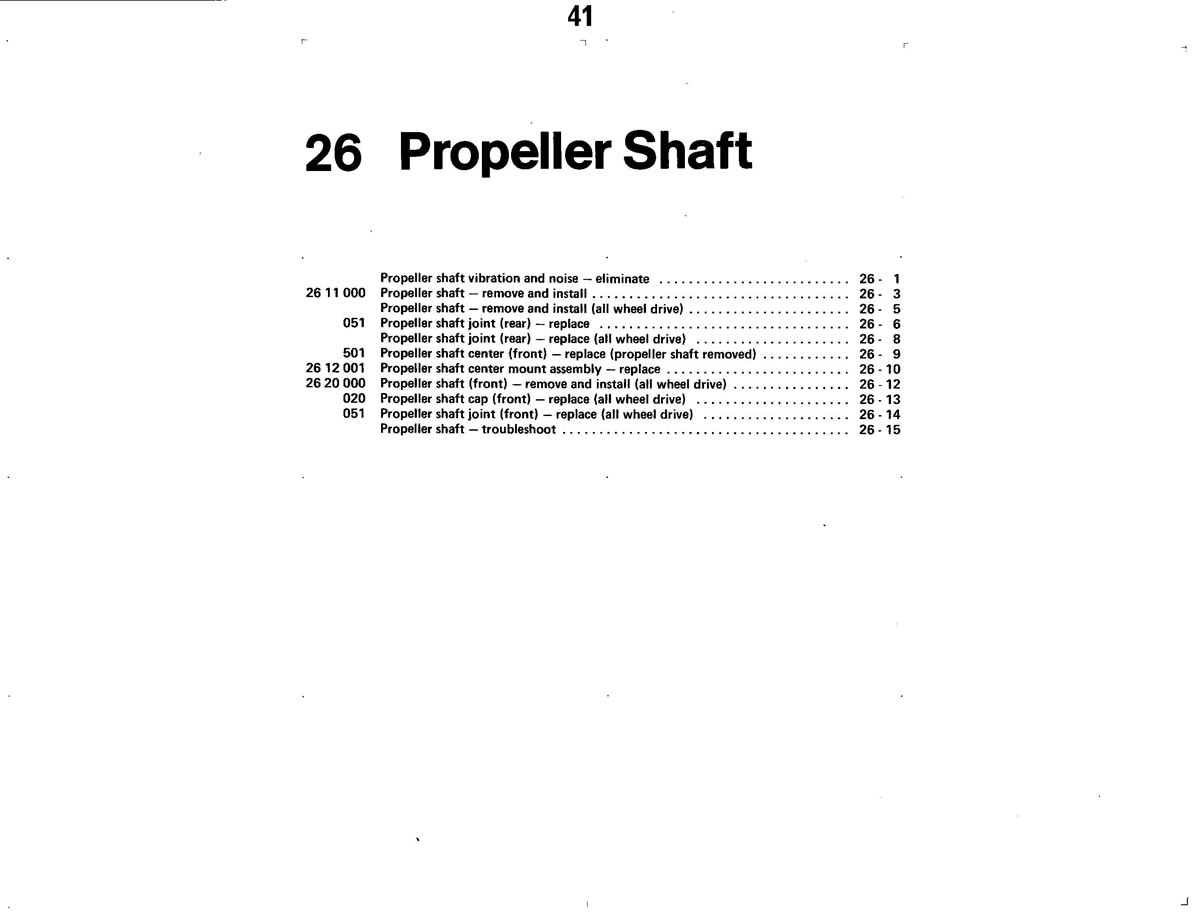 41
26 Propeller Shaft
Propeller shaft vibration and noise — eliminate .......................... 26 - 1
26 11 000 Propeller shaft — remove and install ................................... 26 - 3
Propeller shaft — remove and install (all wheel drive) ...................... 26 - 5
051 Propeller shaft joint (rear) — replace .................................. 26 - 6
Propeller shaft joint (rear) — replace (all wheel drive) ..................... 26 - 8
501 Propeller shaft center (front) — replace (propeller shaft removed) ............ 26 - 9
26 12 001 Propeller shaft center mount assembly — replace ......................... 26 - 10
26 20 000 Propeller shaft (front) — remove and install (all wheel drive) ................ 26 - 12
020 Propeller shaft cap (front) — replace (all wheel drive) ..................... 26 - 13
051 Propeller shaft joint (front) — replace (all wheel drive) .................... 26 - 14
Propeller shaft — troubleshoot ....................................... 26 - 15